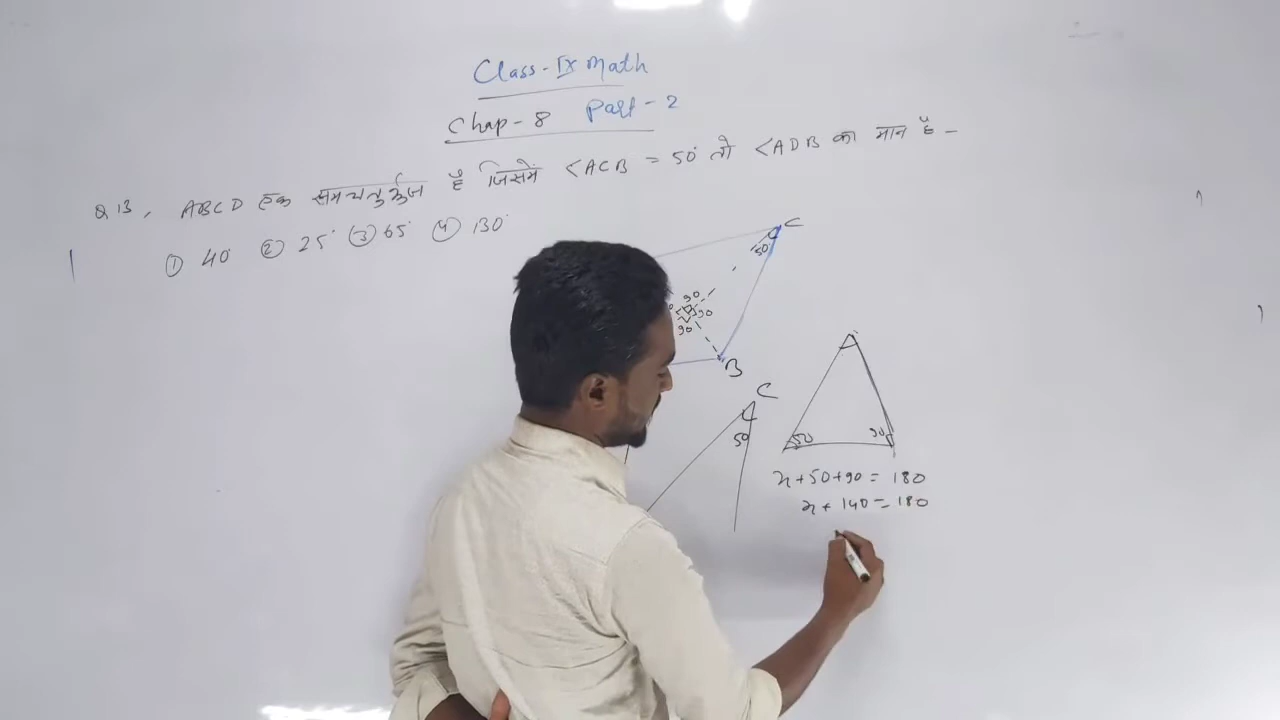 Class-IX Math
Chap-8 Part-2
Q 13. ABCD एक समचतुर्भुज है जिसमें <ACB = 50° तो <ADB का मान है -
① 40° ② 25° ③ 65° ④ 130°
C
50
90
90
90
B
C
50
50
90
x+50+90=180
x+140=180